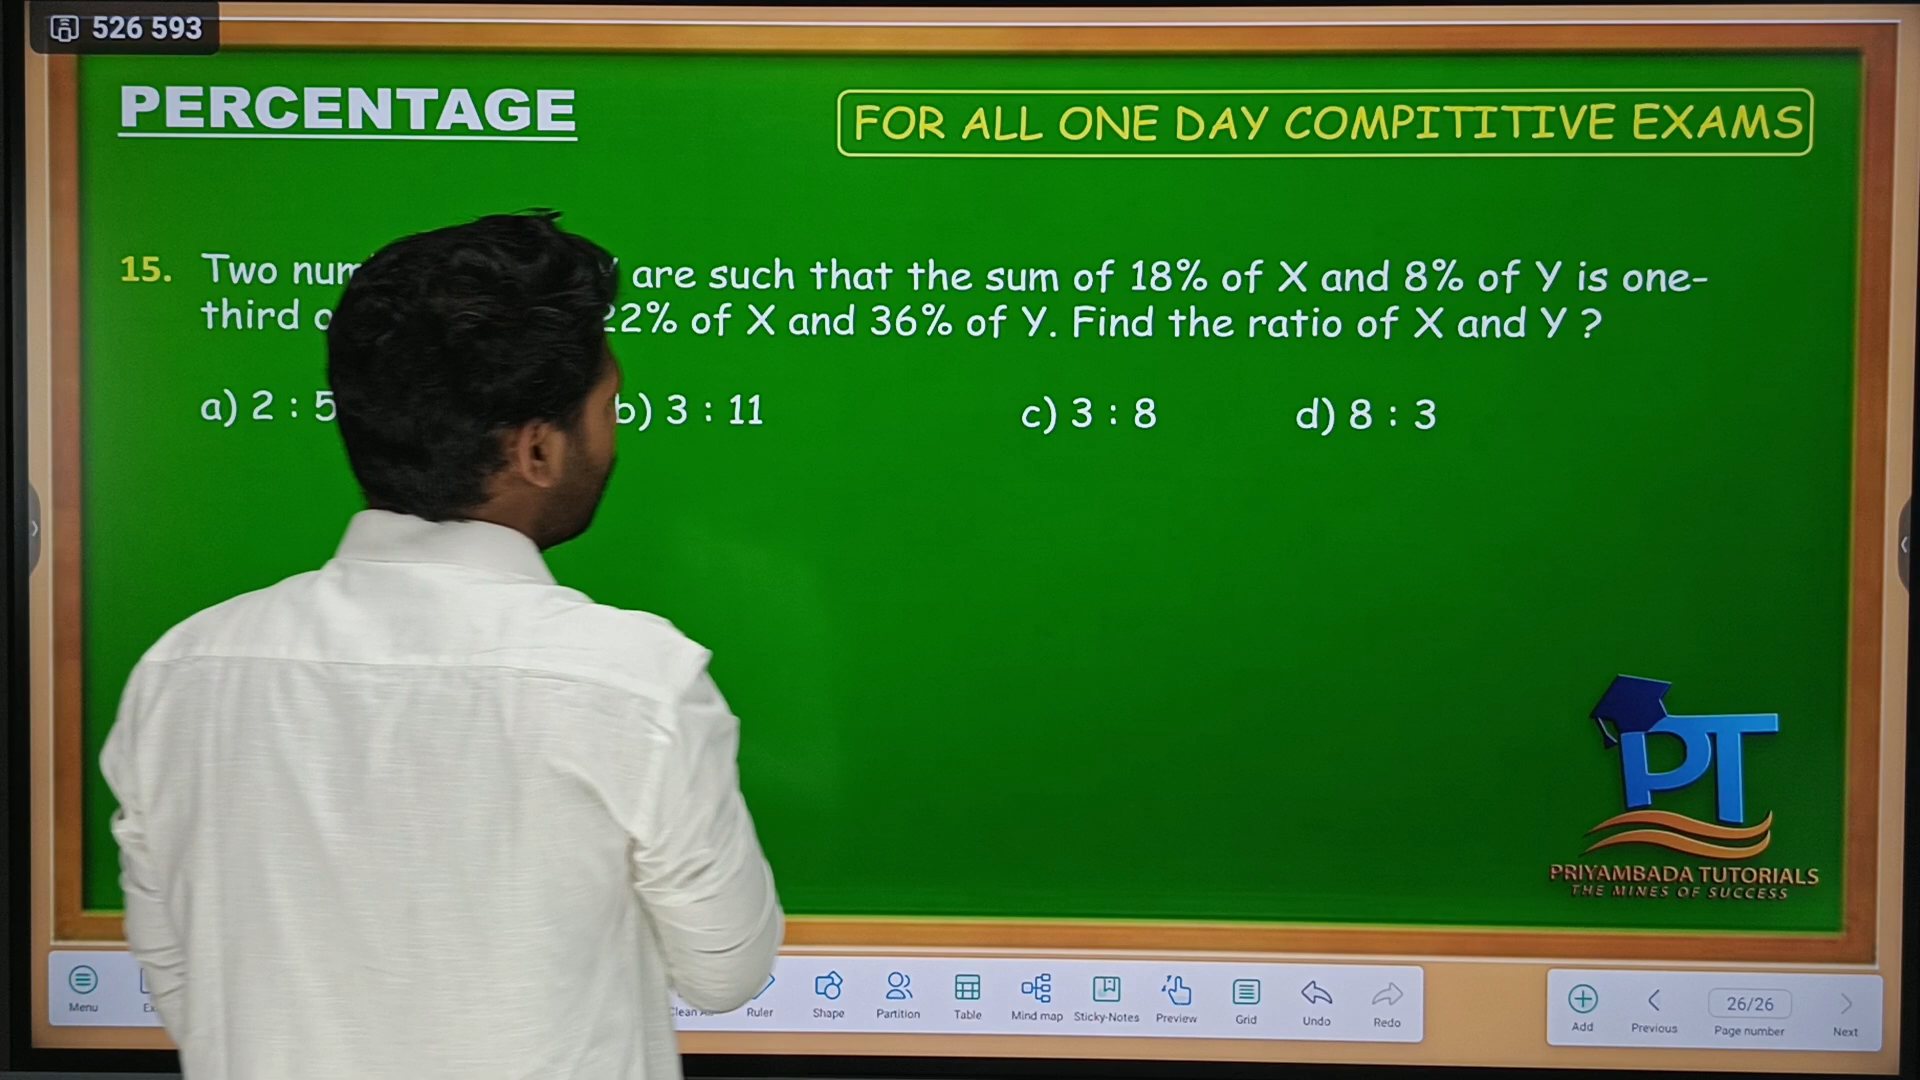 526 593
PERCENTAGE
FOR ALL ONE DAY COMPITITIVE EXAMS
15. Two are such that the sum of 18% of X and 8% of Y is one-
third 22% of X and 36% of Y. Find the ratio of X and Y ?
a) 2 : 5 b) 3 : 11 c) 3 : 8 d) 8 : 3
PT
PRIYAMBADA TUTORIALS
THE MINES OF SUCCESS
Menu Ruler Shape Partition Table Mind map Sticky-Notes Preview Grid Undo Redo Add Previous 26/26 Page number Next